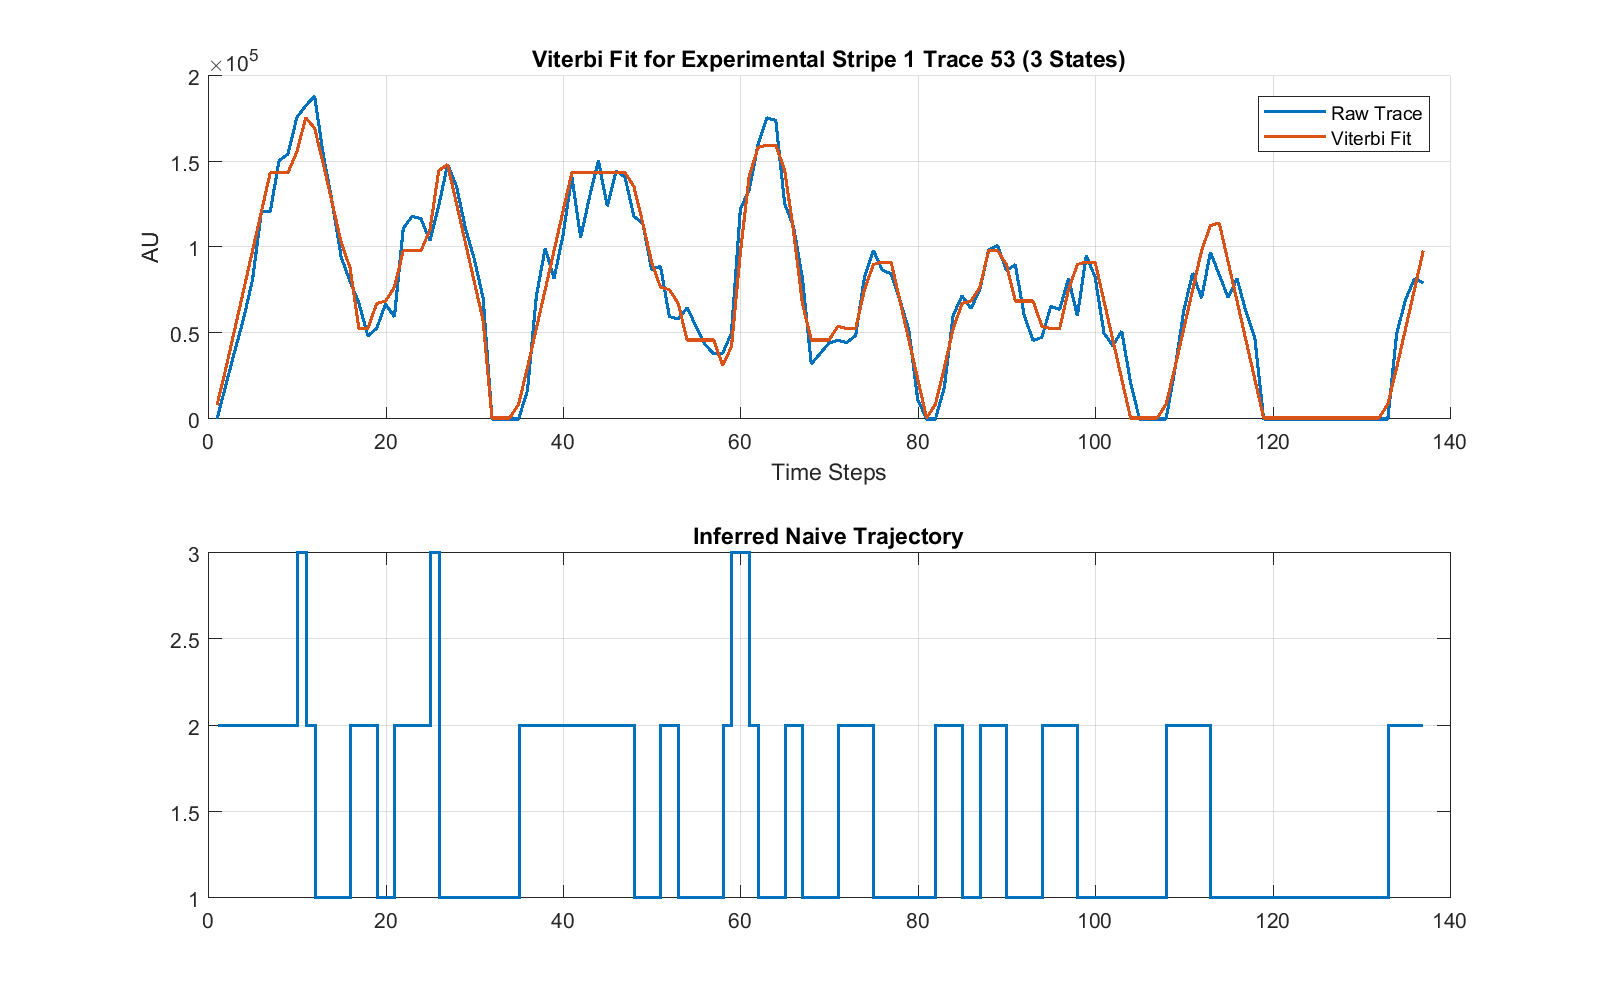 Viterbi Fit for Experimental Stripe 1 Trace 53 (3 States)
×10^5
2
1.5
1
0.5
0
AU
Raw Trace
Viterbi Fit
0 20 40 60 80 100 120 140
Time Steps
Inferred Naive Trajectory
3
2.5
2
1.5
1
0 20 40 60 80 100 120 140